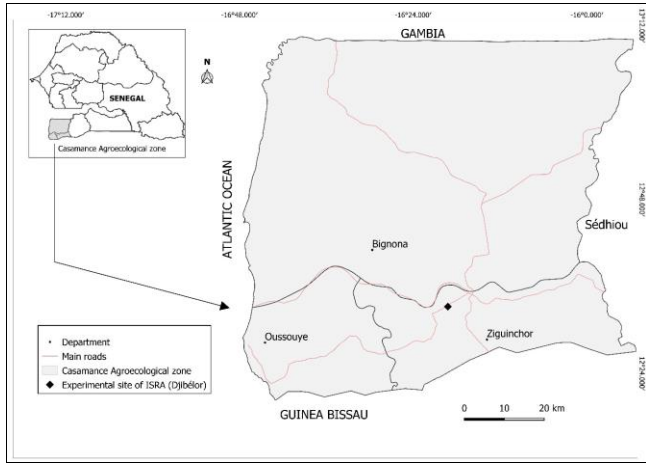 -17°12.000'
-16°48.000'
-16°24.000'
-16°0.000'
13°12.000'
GAMBIA
N
SENEGAL
Casamance Agroecological zone
ATLANTIC OCEAN
12°48.000'
Sédhiou
Bignona
Department
Main roads
Casamance Agroecological zone
Experimental site of ISRA (Djibélor)
Oussouye
Ziguinchor
12°24.000'
GUINEA BISSAU
0 10 20 km